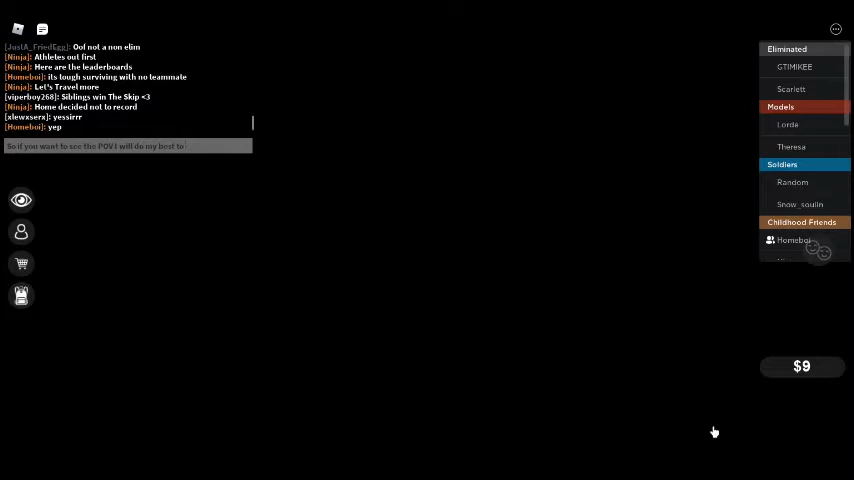 [JustA_FriedEgg]: Oof not a non elim
[Ninja]: Athletes out first
[Ninja]: Here are the leaderboards
[Homeboi]: its tough surviving with no teammate
[Ninja]: Let's Travel more
[viperboy268]: Siblings win The Skip <3
[Ninja]: Home decided not to record
[xlewxserx]: yessirrr
[Homeboi]: yep
So if you want to see the POV I will do my best to
Eliminated
GTIMIKEE
Scarlett
Models
Lorde
Theresa
Soldiers
Random
Snow_soulin
Childhood Friends
Homeboi
$9